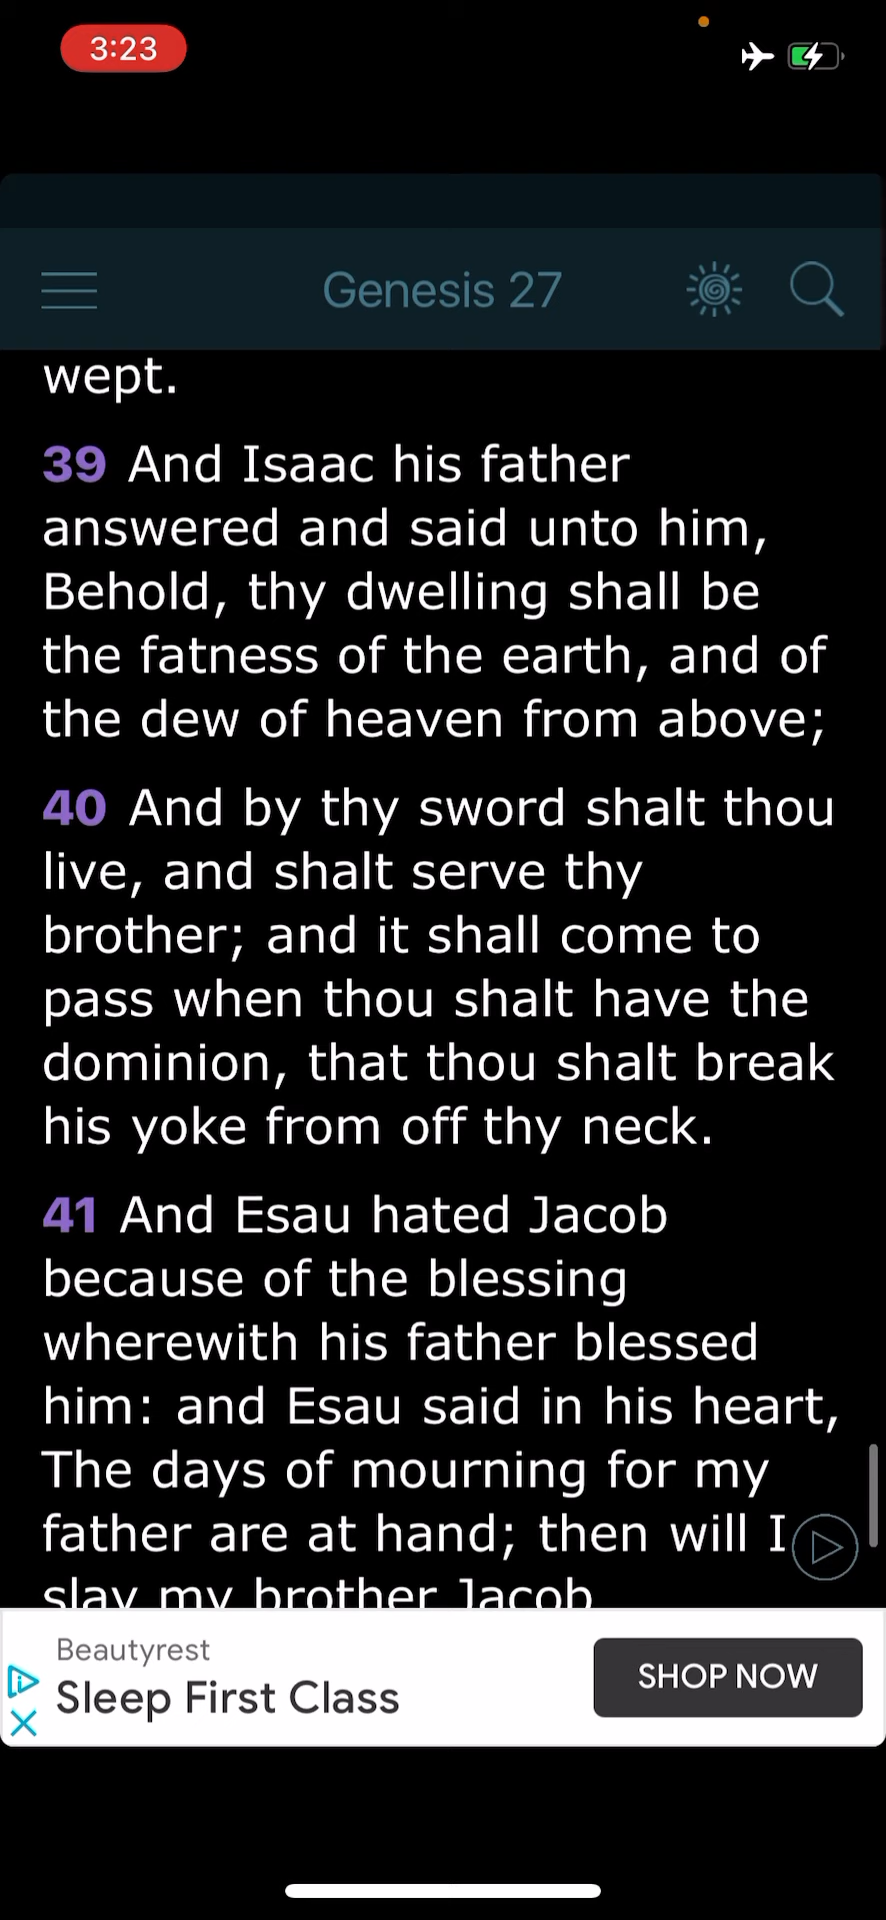 3:23
Genesis 27
wept.
39 And Isaac his father
answered and said unto him,
Behold, thy dwelling shall be
the fatness of the earth, and of
the dew of heaven from above;
40 And by thy sword shalt thou
live, and shalt serve thy
brother; and it shall come to
pass when thou shalt have the
dominion, that thou shalt break
his yoke from off thy neck.
41 And Esau hated Jacob
because of the blessing
wherewith his father blessed
him: and Esau said in his heart,
The days of mourning for my
father are at hand; then will I
slay my brother Jacob
Beautyrest
Sleep First Class
SHOP NOW